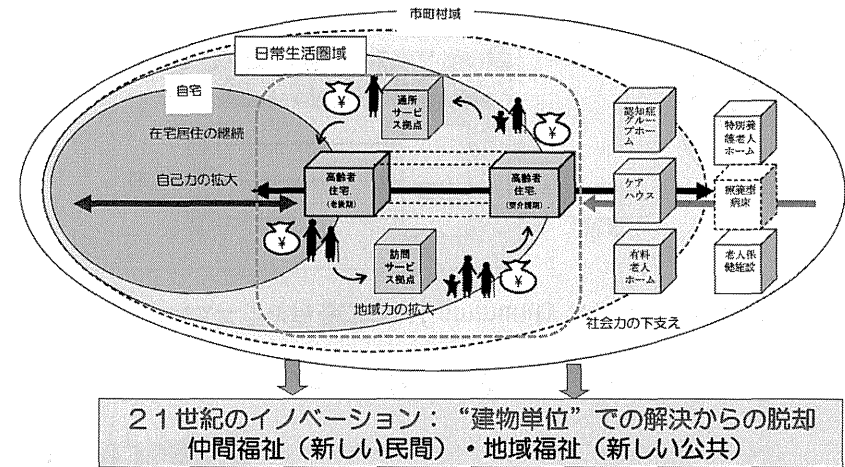 市町村域
日常生活圏域
自宅
在宅居住の継続
自己力の拡大
¥
通所
サービ
ス拠点
¥
高齢者
住宅
(老後期)
高齢者
住宅
(要介護期)
¥
訪問
サービ
ス拠点
¥
地域力の拡大
認知症
グルー
プホー
ム
ケア
ハウス
有料
老人
ホーム
特別養
護老人
ホーム
療養型
病床
老人保
健施設
社会力の下支え
21世紀のイノベーション：“建物単位”での解決からの脱却
仲間福祉（新しい民間）・地域福祉（新しい公共）